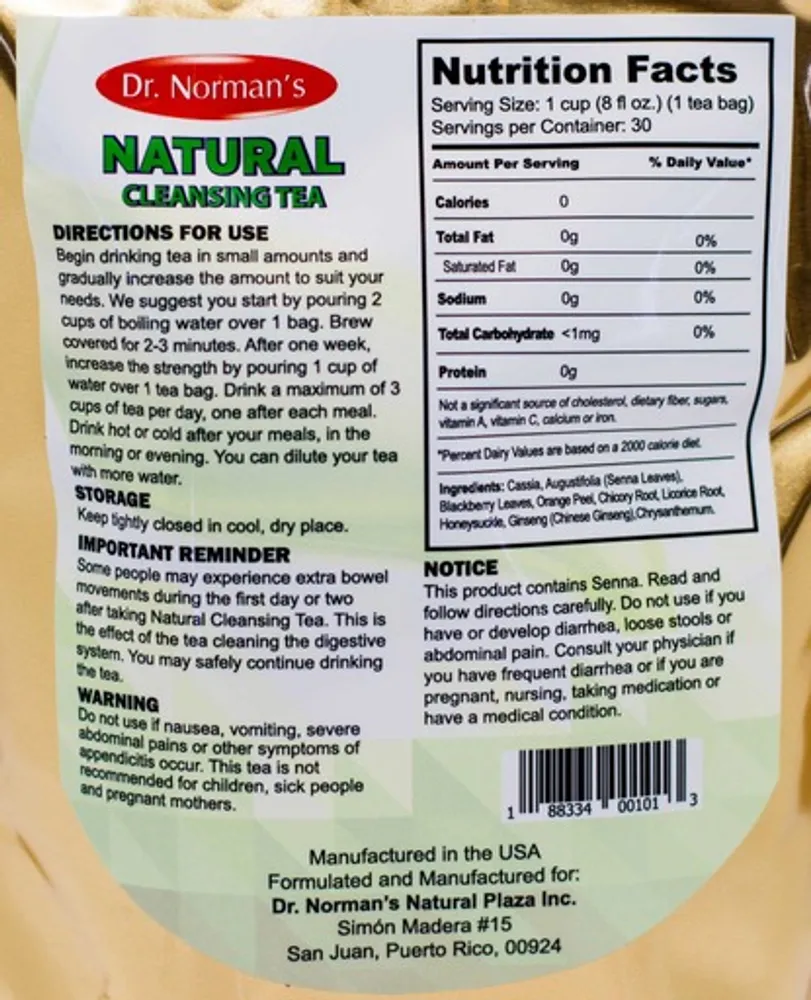 Dr. Norman's
NATURAL
CLEANSING TEA
DIRECTIONS FOR USE
Begin drinking tea in small amounts and
gradually increase the amount to suit your
needs. We suggest you start by pouring 2
cups of boiling water over 1 bag. Brew
covered for 2-3 minutes. After one week,
increase the strength by pouring 1 cup of
water over 1 tea bag. Drink a maximum of 3
cups of tea per day, one after each meal.
Drink hot or cold after your meals, in the
morning or evening. You can dilute your tea
with more water.
STORAGE
Keep tightly closed in cool, dry place.
IMPORTANT REMINDER
Some people may experience extra bowel
movements during the first day or two
after taking Natural Cleansing Tea. This is
the effect of the tea cleaning the digestive
system. You may safely continue drinking
the tea.
WARNING
Do not use if nausea, vomiting, severe
abdominal pains or other symptoms of
appendicitis occur. This tea is not
recommended for children, sick people
and pregnant mothers.
Nutrition Facts
Serving Size: 1 cup (8 fl oz.) (1 tea bag)
Servings per Container: 30
Amount Per Serving % Daily Value*
Calories 0
Total Fat 0g 0%
Saturated Fat 0g 0%
Sodium 0g 0%
Total Carbohydrate <1mg 0%
Protein 0g
Not a significant source of cholesterol, dietary fiber, sugars,
vitamin A, vitamin C, calcium or iron.
*Percent Dairy Values are based on a 2000 calorie diet.
Ingredients: Cassia, Augustifolia (Senna Leaves),
Blackberry Leaves, Orange Peel, Chicory Root, Licorice Root,
Honeysuckle, Ginseng (Chinese Ginseng), Chrysanthemum.
NOTICE
This product contains Senna. Read and
follow directions carefully. Do not use if you
have or develop diarrhea, loose stools or
abdominal pain. Consult your physician if
you have frequent diarrhea or if you are
pregnant, nursing, taking medication or
have a medical condition.
1 88334 00101 3
Manufactured in the USA
Formulated and Manufactured for:
Dr. Norman's Natural Plaza Inc.
Simón Madera #15
San Juan, Puerto Rico, 00924